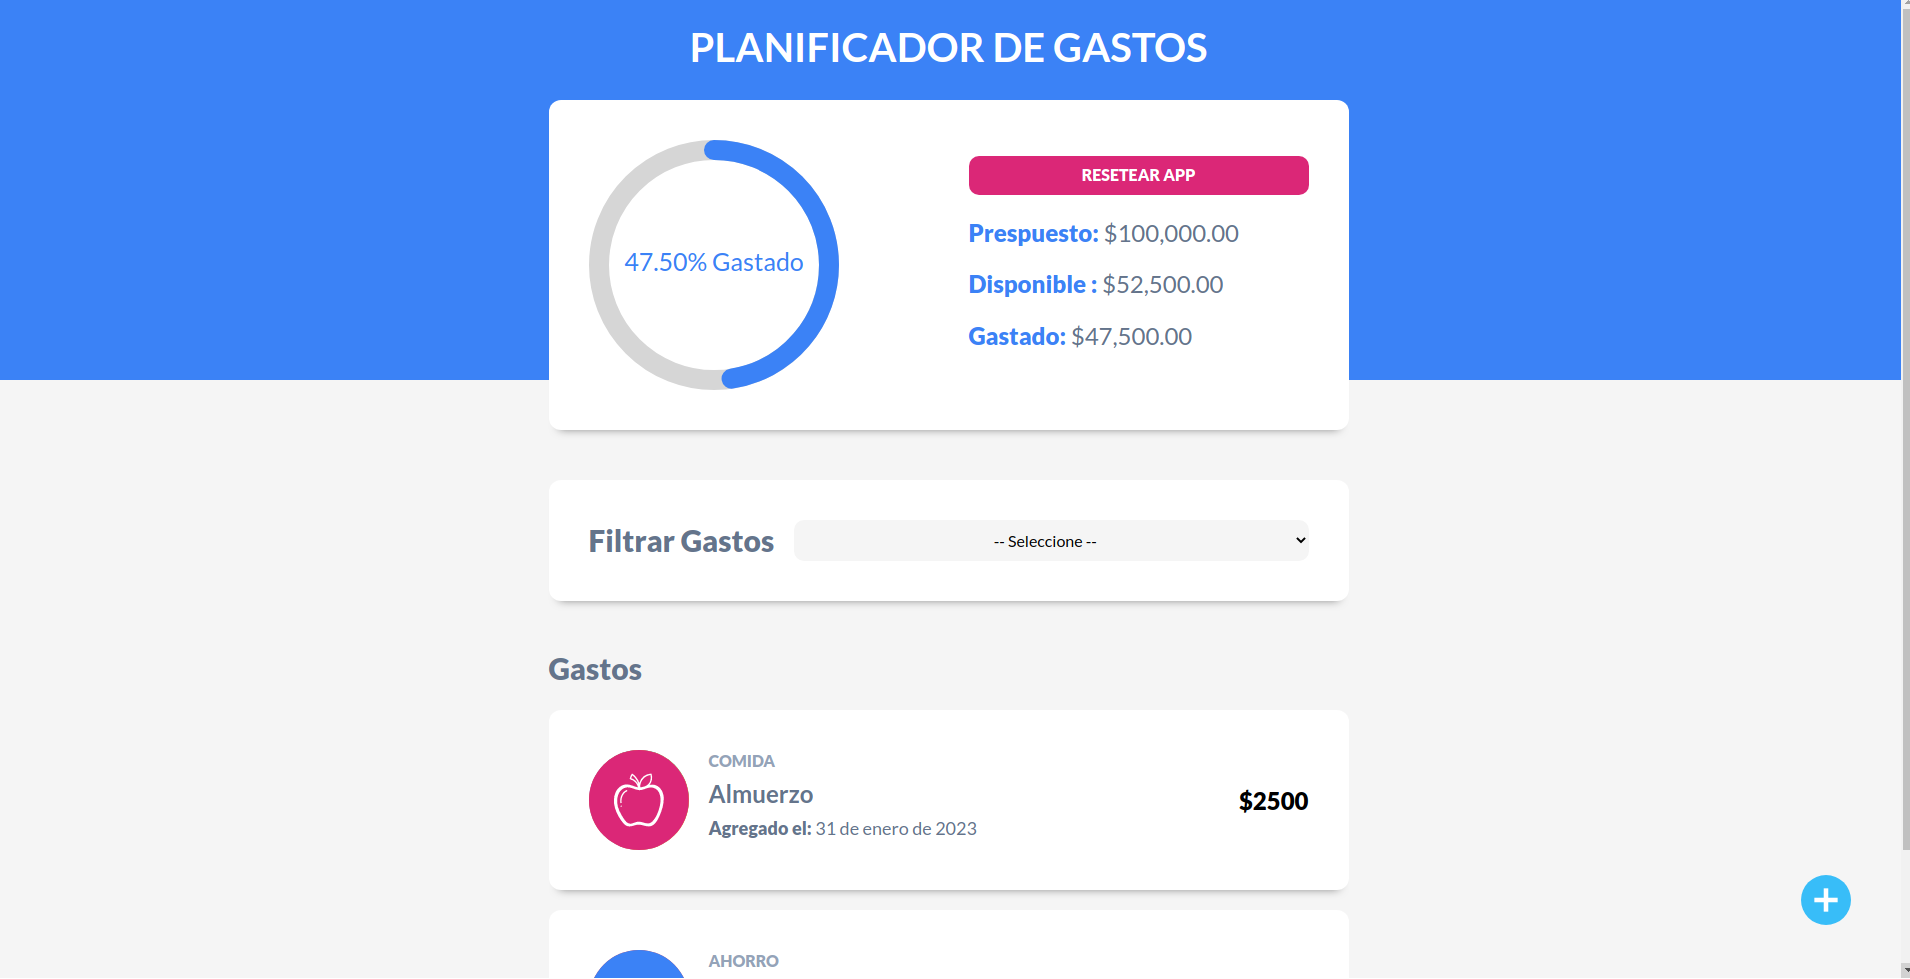 PLANIFICADOR DE GASTOS
47.50% Gastado
RESETEAR APP
Prespuesto: $100,000.00
Disponible : $52,500.00
Gastado: $47,500.00
Filtrar Gastos
-- Seleccione --
Gastos
COMIDA
Almuerzo
Agregado el: 31 de enero de 2023
$2500
AHORRO